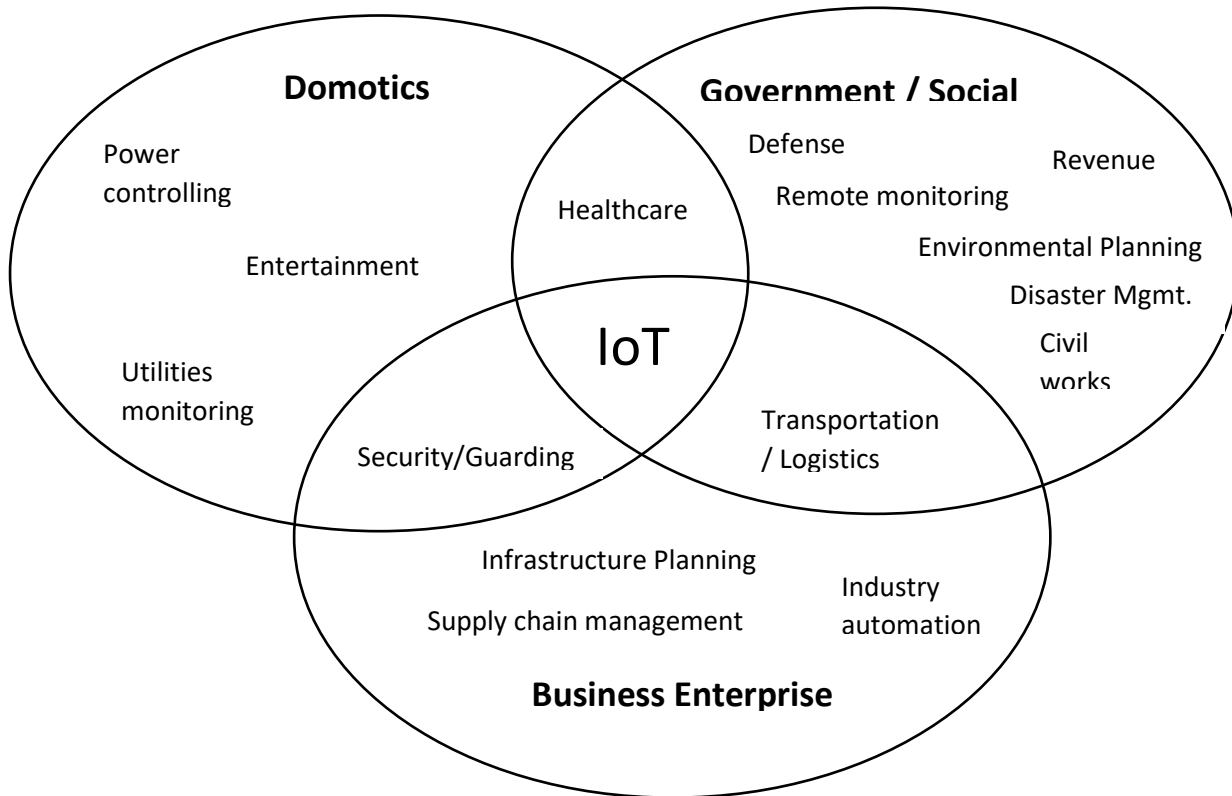 Domotics
Government / Social
Defense
Revenue
Power
controlling
Remote monitoring
Healthcare
Environmental Planning
Entertainment
Disaster Mgmt.
IoT
Civil
works
Utilities
monitoring
Transportation
/ Logistics
Security/Guarding
Infrastructure Planning
Industry
automation
Supply chain management
Business Enterprise